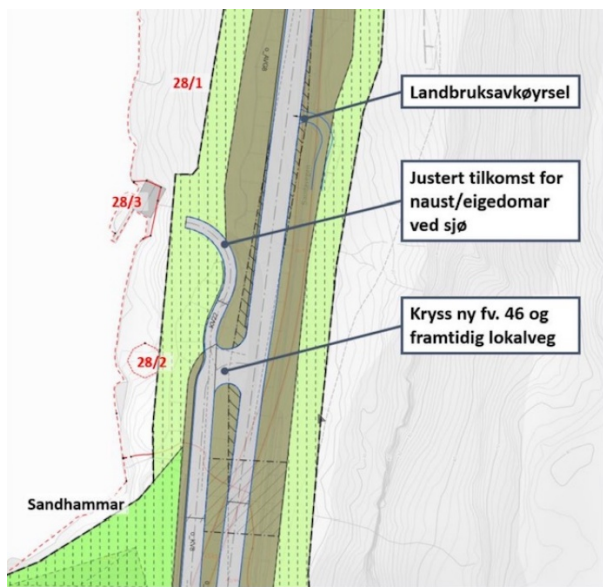 28/1
Landbruksavkøyrsel
Justert tilkomst for
naust/eigedomar
ved sjø
28/3
Kryss ny fv. 46 og
framtidig lokalveg
28/2
Sandhammar